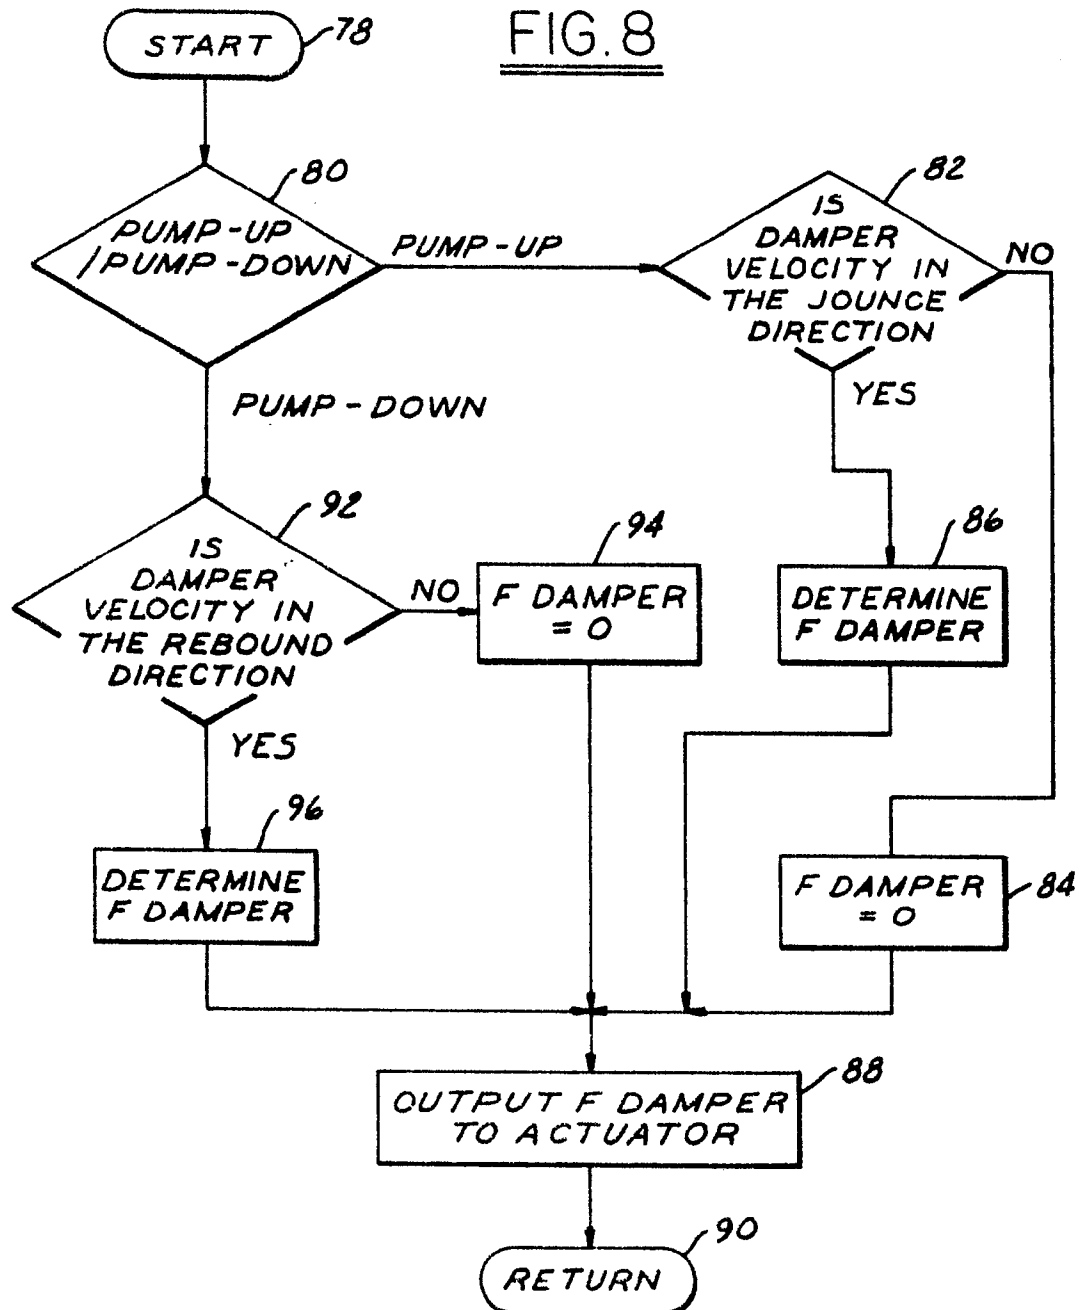 FIG. 8
START
78
80
PUMP-UP
/PUMP-DOWN
PUMP-UP
82
IS
DAMPER
VELOCITY IN
THE JOUNCE
DIRECTION
NO
YES
PUMP-DOWN
92
IS
DAMPER
VELOCITY IN
THE REBOUND
DIRECTION
NO
94
F DAMPER
= 0
86
DETERMINE
F DAMPER
YES
96
DETERMINE
F DAMPER
F DAMPER
= 0
84
88
OUTPUT F DAMPER
TO ACTUATOR
90
RETURN